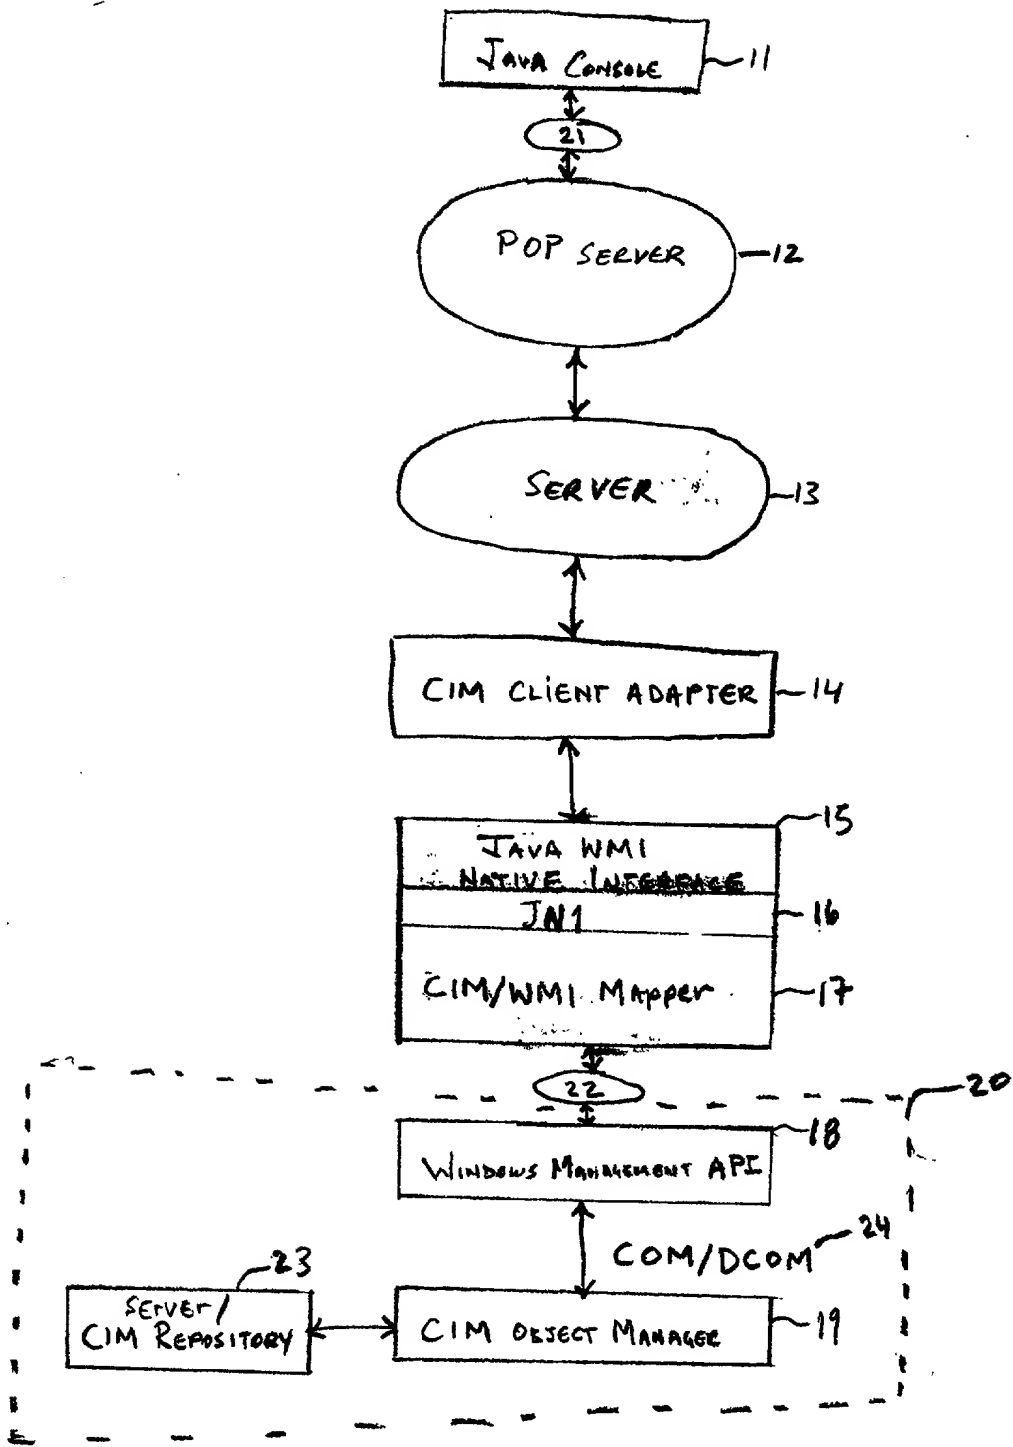 JAVA CONSOLE
11
21
POP SERVER
12
SERVER
13
CIM CLIENT ADAPTER
14
15
JAVA WMI
NATIVE INTERFACE
JN1
16
CIM/WMI Mapper
17
22
20
18
WINDOWS MANAGEMENT API
COM/DCOM
24
23
SERVER/
CIM REPOSITORY
CIM OBJECT MANAGER
19